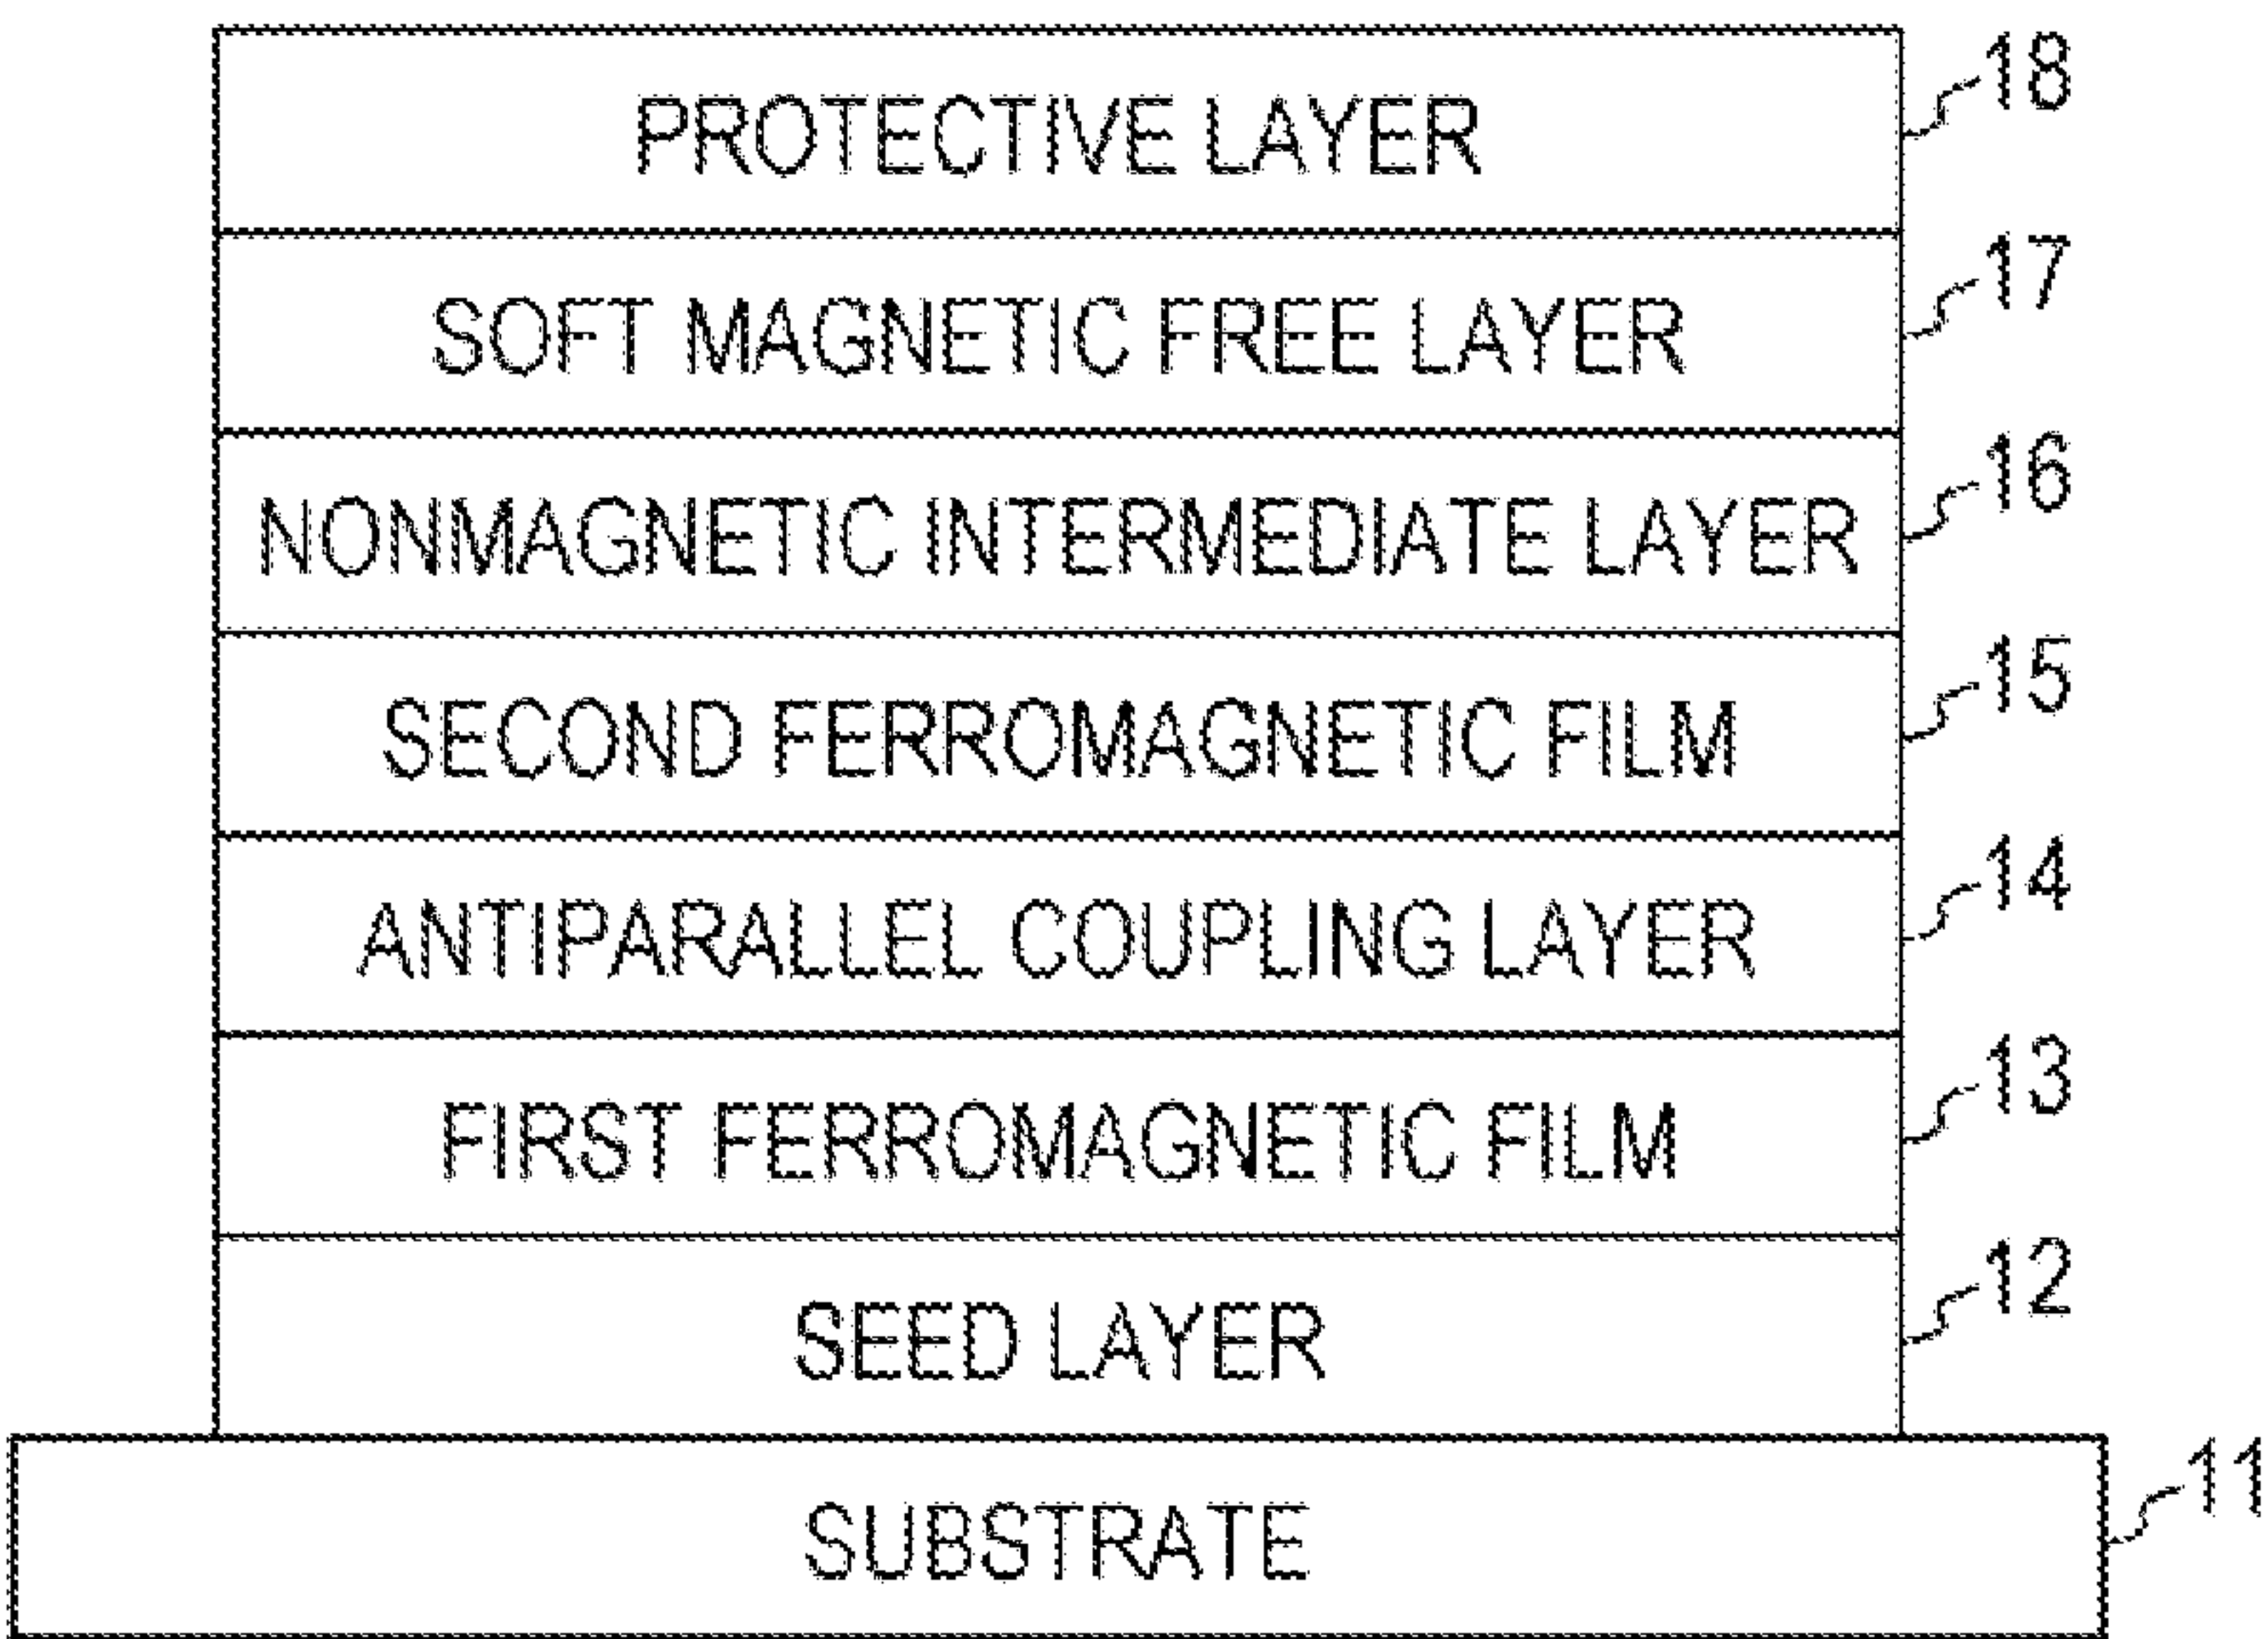 PROTECTIVE LAYER 18
SOFT MAGNETIC FREE LAYER 17
NONMAGNETIC INTERMEDIATE LAYER 16
SECOND FERROMAGNETIC FILM 15
ANTIPARALLEL COUPLING LAYER 14
FIRST FERROMAGNETIC FILM 13
SEED LAYER 12
SUBSTRATE 11